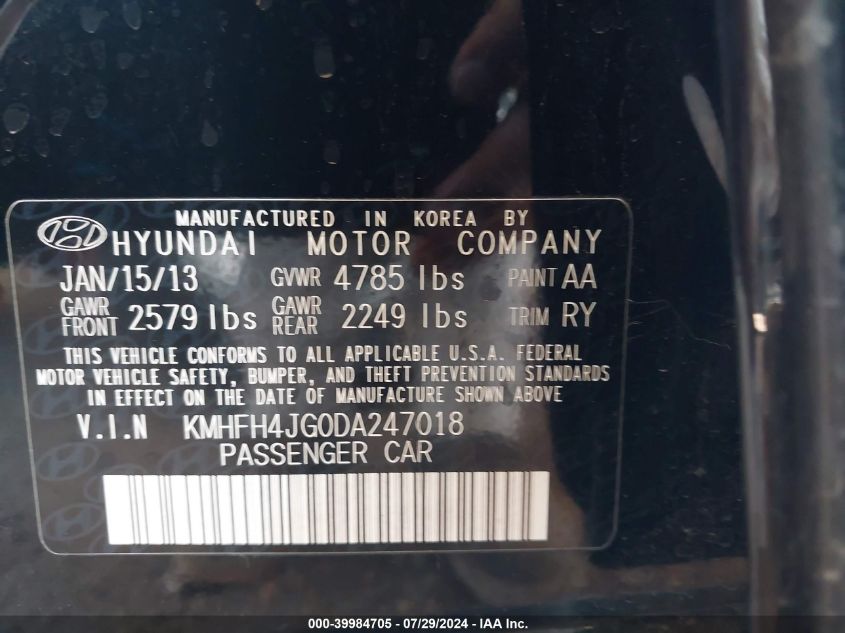 MANUFACTURED IN KOREA BY
HYUNDAI MOTOR COMPANY
JAN/15/13 GVWR 4785 lbs PAINT AA
GAWR FRONT 2579 lbs GAWR REAR 2249 lbs TRIM RY
THIS VEHICLE CONFORMS TO ALL APPLICABLE U.S.A. FEDERAL
MOTOR VEHICLE SAFETY, BUMPER, AND THEFT PREVENTION STANDARDS
IN EFFECT ON THE DATE OF MANUFACTURE SHOWN ABOVE
V.I.N KMHFH4JG0DA247018
PASSENGER CAR
000-39984705 - 07/29/2024 - IAA Inc.